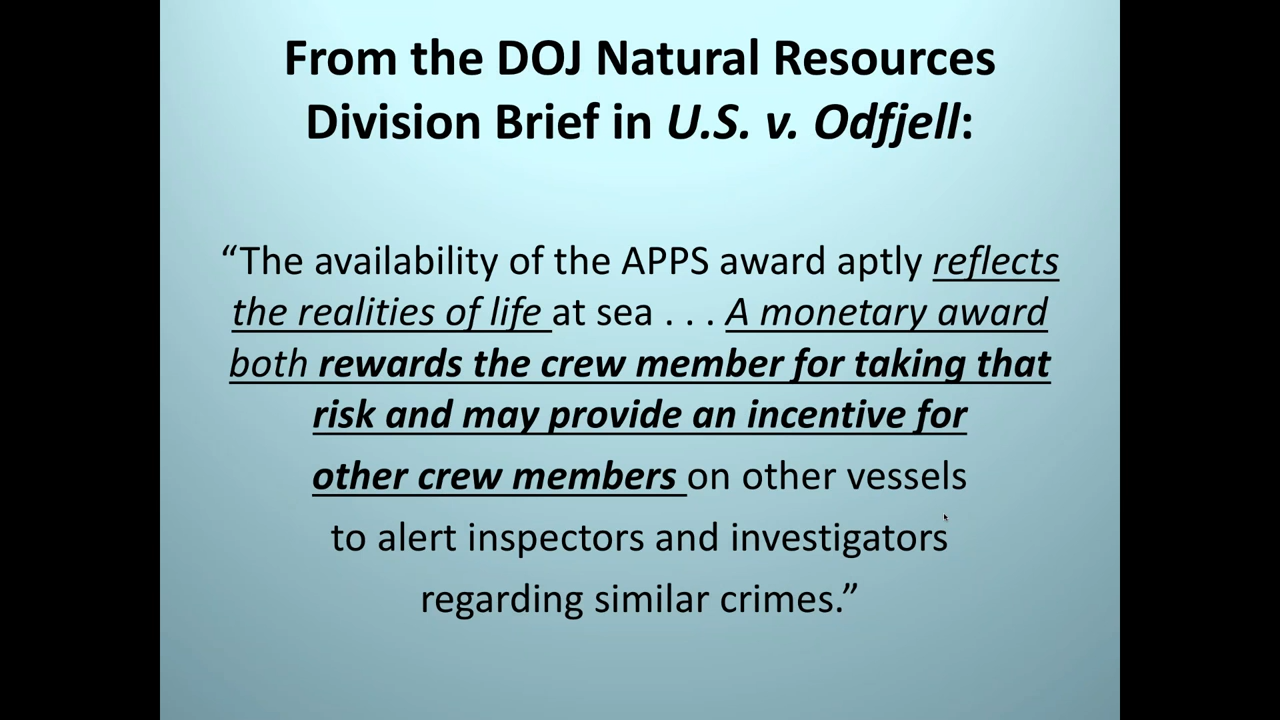 From the DOJ Natural Resources
Division Brief in U.S. v. Odfjell:
“The availability of the APPS award aptly reflects
the realities of life at sea . . . A monetary award
both rewards the crew member for taking that
risk and may provide an incentive for
other crew members on other vessels
to alert inspectors and investigators
regarding similar crimes.”